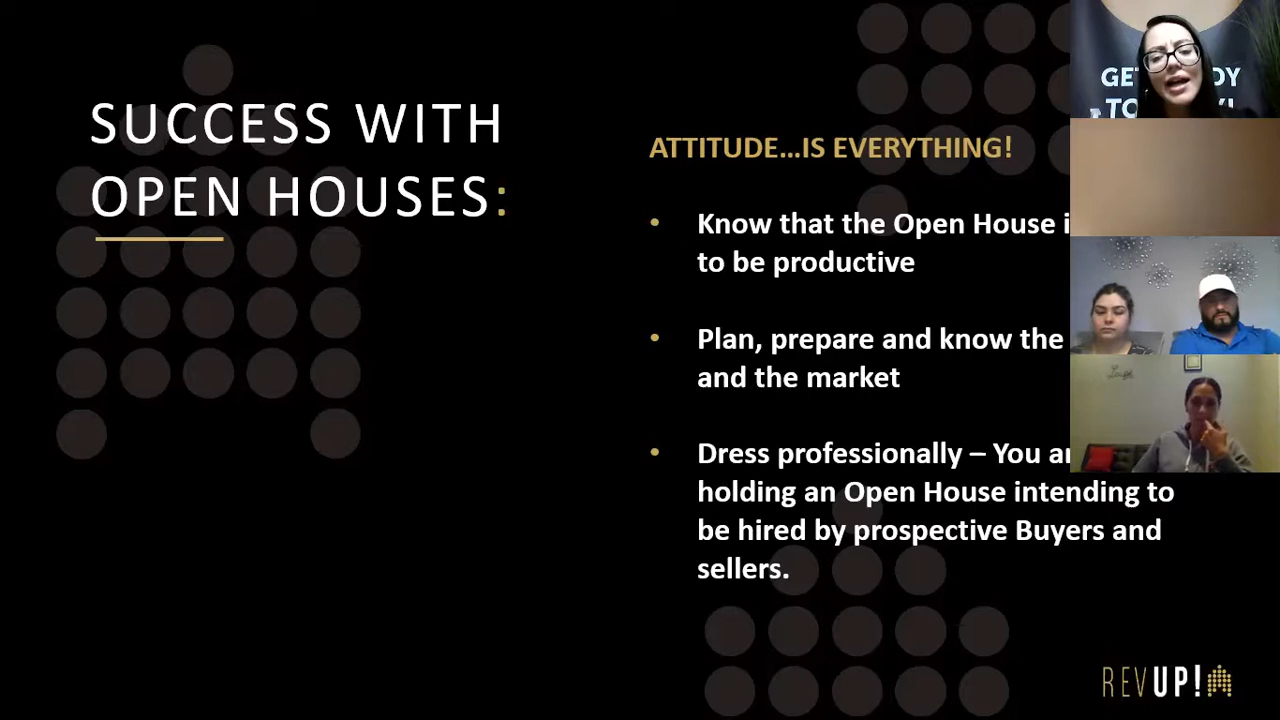 SUCCESS WITH
OPEN HOUSES:
ATTITUDE...IS EVERYTHING!
• Know that the Open House
to be productive
• Plan, prepare and know the
and the market
• Dress professionally – You
holding an Open House intending to
be hired by prospective Buyers and
sellers.
REVUP!